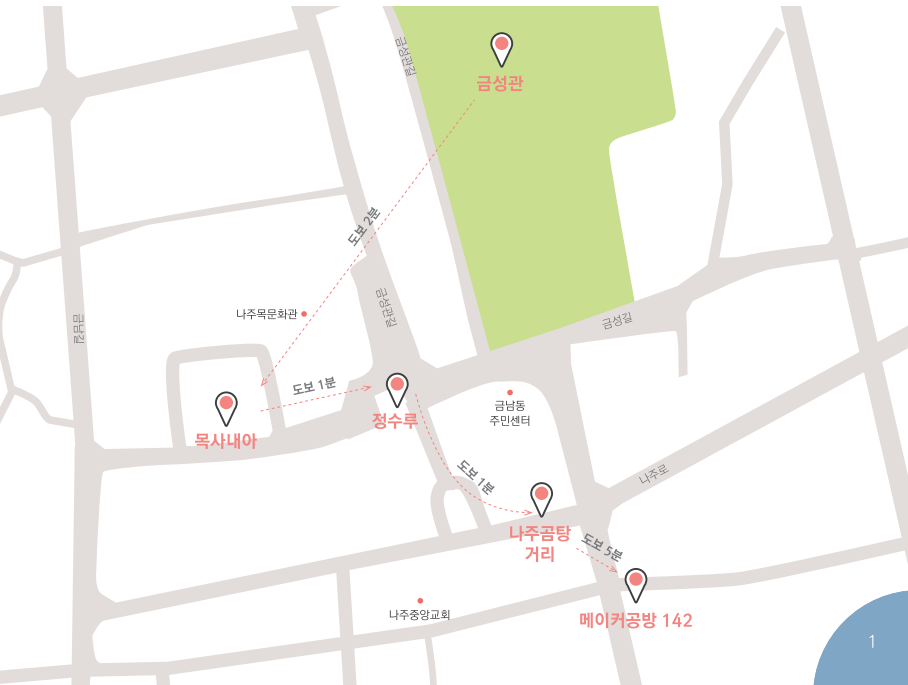 금성관길
금성관
도보 2분
나주목문화관
금성관길
금남길
금성길
도보 1분
금남동
주민센터
정수루
목사내아
도보 1분
나주로
나주곰탕
거리
도보 5분
나주중앙교회
메이커공방 142
1